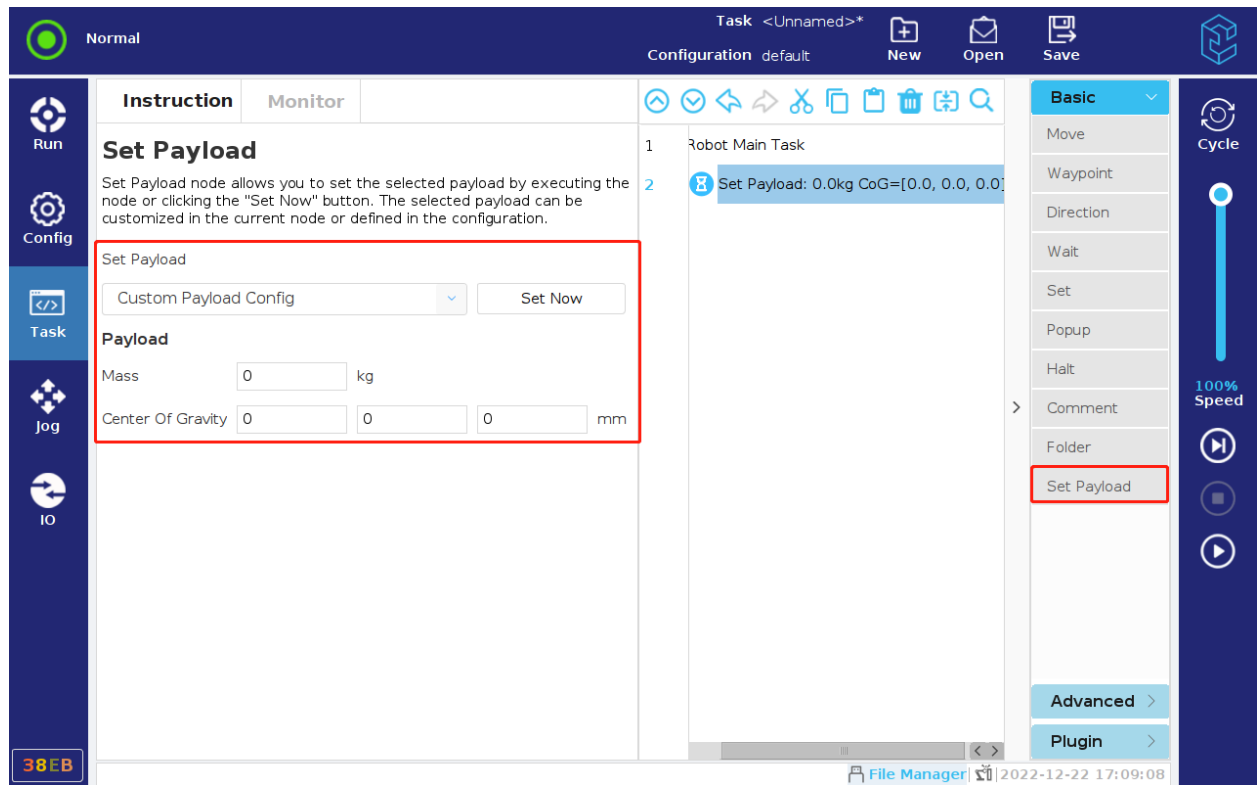 Normal
Task <Unnamed>*
Configuration default
New
Open
Save
Run
Config
Task
Jog
IO
38EB
Instruction
Monitor
Set Payload
Set Payload node allows you to set the selected payload by executing the
node or clicking the "Set Now" button. The selected payload can be
customized in the current node or defined in the configuration.
Set Payload
Custom Payload Config
Set Now
Payload
Mass 0 kg
Center Of Gravity 0 0 0 mm
1 Robot Main Task
2 Set Payload: 0.0kg CoG=[0.0, 0.0, 0.0]
Basic
Move
Waypoint
Direction
Wait
Set
Popup
Halt
Comment
Folder
Set Payload
Advanced
Plugin
Cycle
100%
Speed
File Manager
2022-12-22 17:09:08